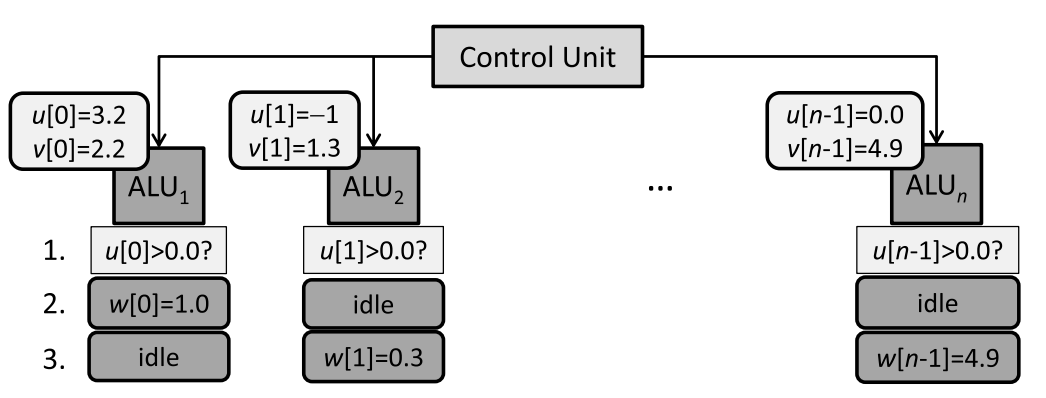 Control Unit
u[0]=3.2
v[0]=2.2
u[1]=−1
v[1]=1.3
u[n-1]=0.0
v[n-1]=4.9
ALU1
ALU2
...
ALUn
1. u[0]>0.0? u[1]>0.0? u[n-1]>0.0?
2. w[0]=1.0 idle idle
3. idle w[1]=0.3 w[n-1]=4.9